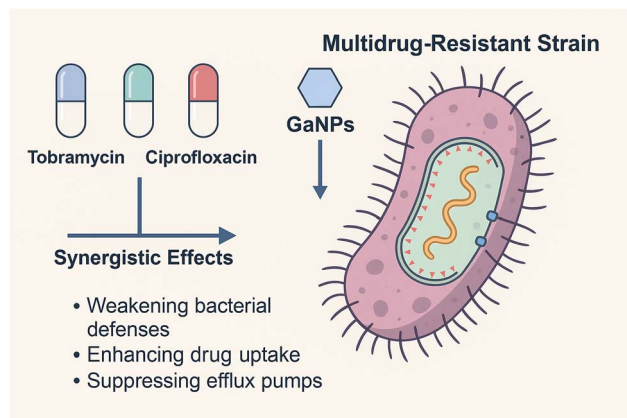 Multidrug-Resistant Strain
GaNPs
Tobramycin Ciprofloxacin
Synergistic Effects
• Weakening bacterial
defenses
• Enhancing drug uptake
• Suppressing efflux pumps